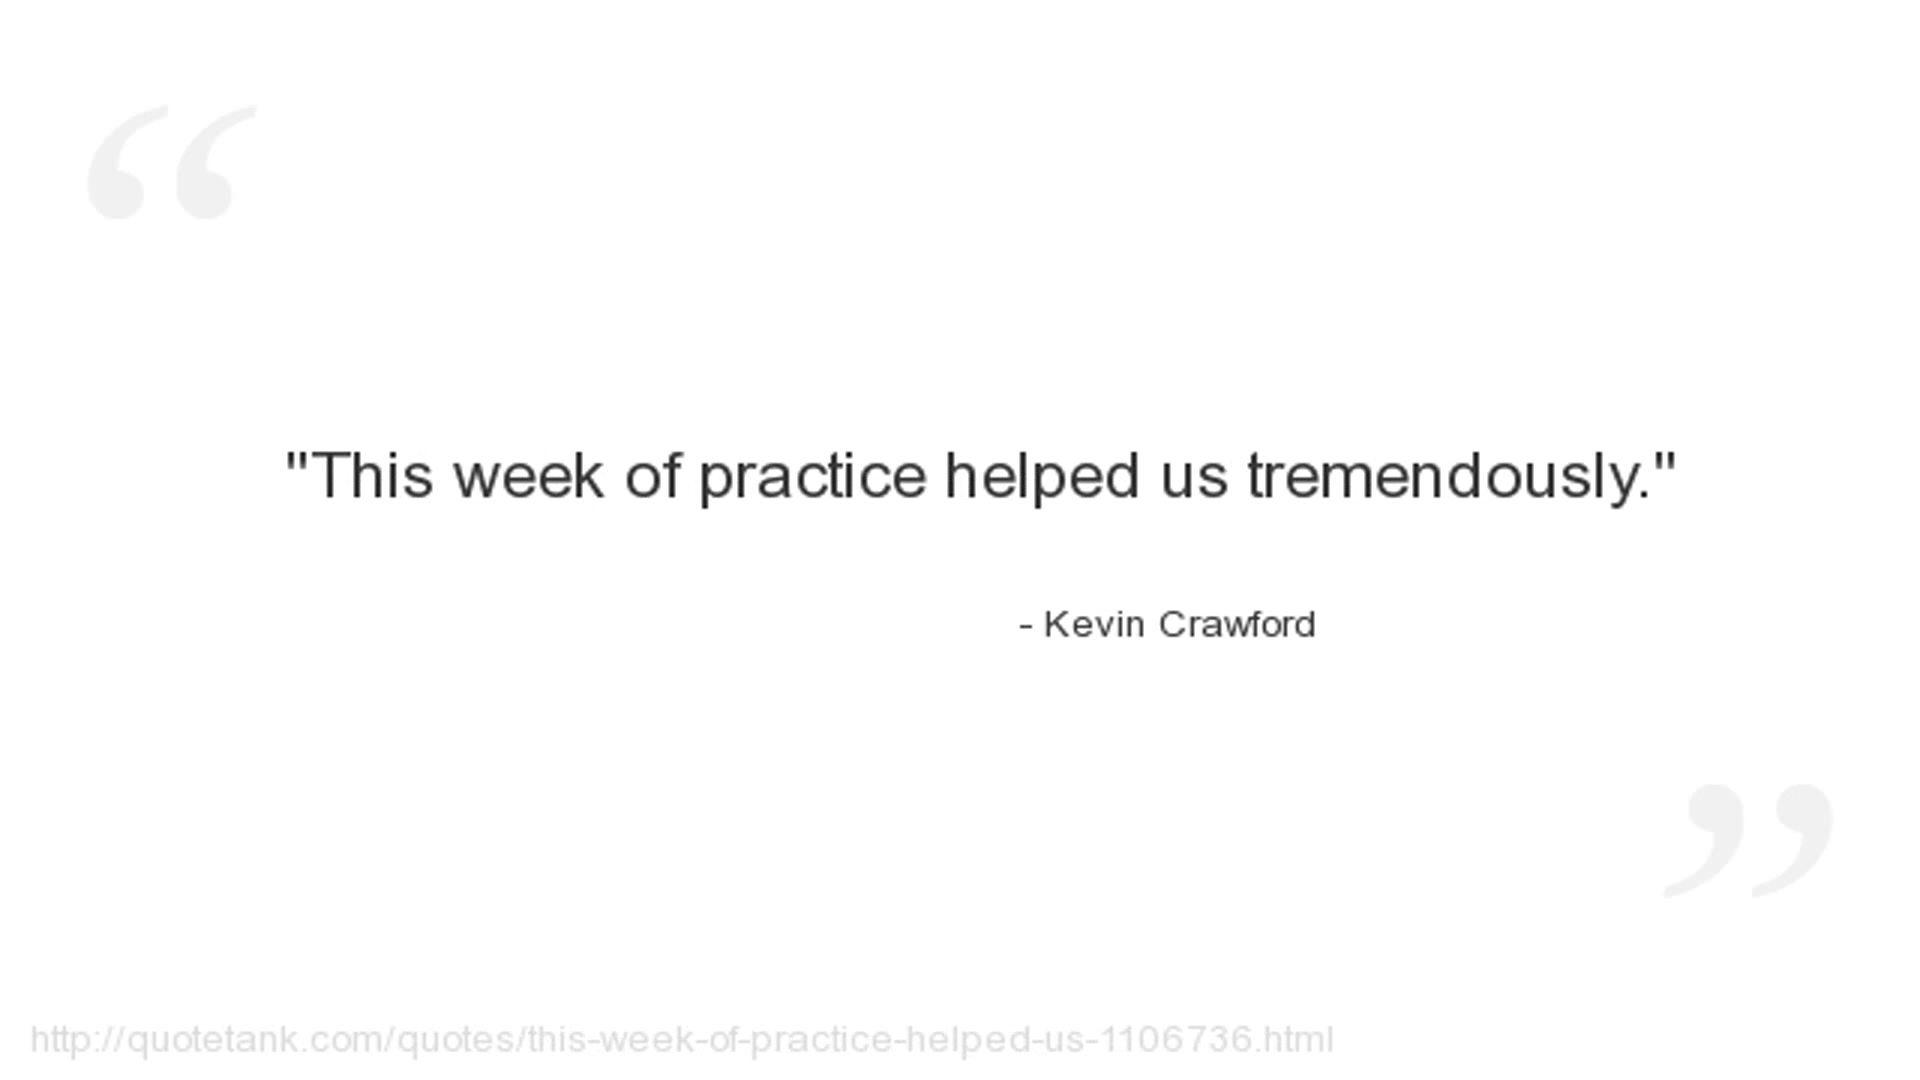 "This week of practice helped us tremendously."
- Kevin Crawford
http://quotetank.com/quotes/this-week-of-practice-helped-us-1106736.html